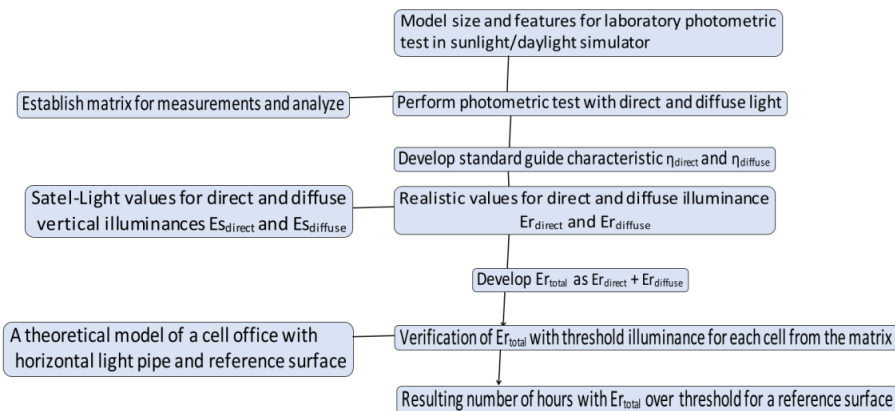 Model size and features for laboratory photometric
test in sunlight/daylight simulator
Establish matrix for measurements and analyze
Perform photometric test with direct and diffuse light
Develop standard guide characteristic ηdirect and ηdiffuse
Satel-Light values for direct and diffuse
vertical illuminances Esdirect and Esdiffuse
Realistic values for direct and diffuse illuminance
Erdirect and Erdiffuse
Develop Ertotal as Erdirect + Erdiffuse
A theoretical model of a cell office with
horizontal light pipe and reference surface
Verification of Ertotal with threshold illuminance for each cell from the matrix
Resulting number of hours with Ertotal over threshold for a reference surface